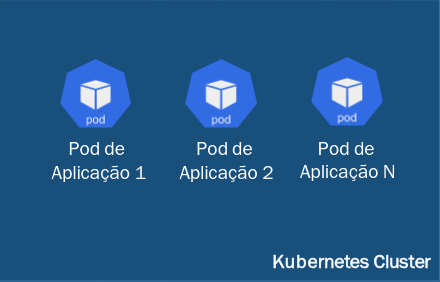 pod
pod
pod
Pod de
Aplicação 1
Pod de
Aplicação 2
Pod de
Aplicação N
Kubernetes Cluster